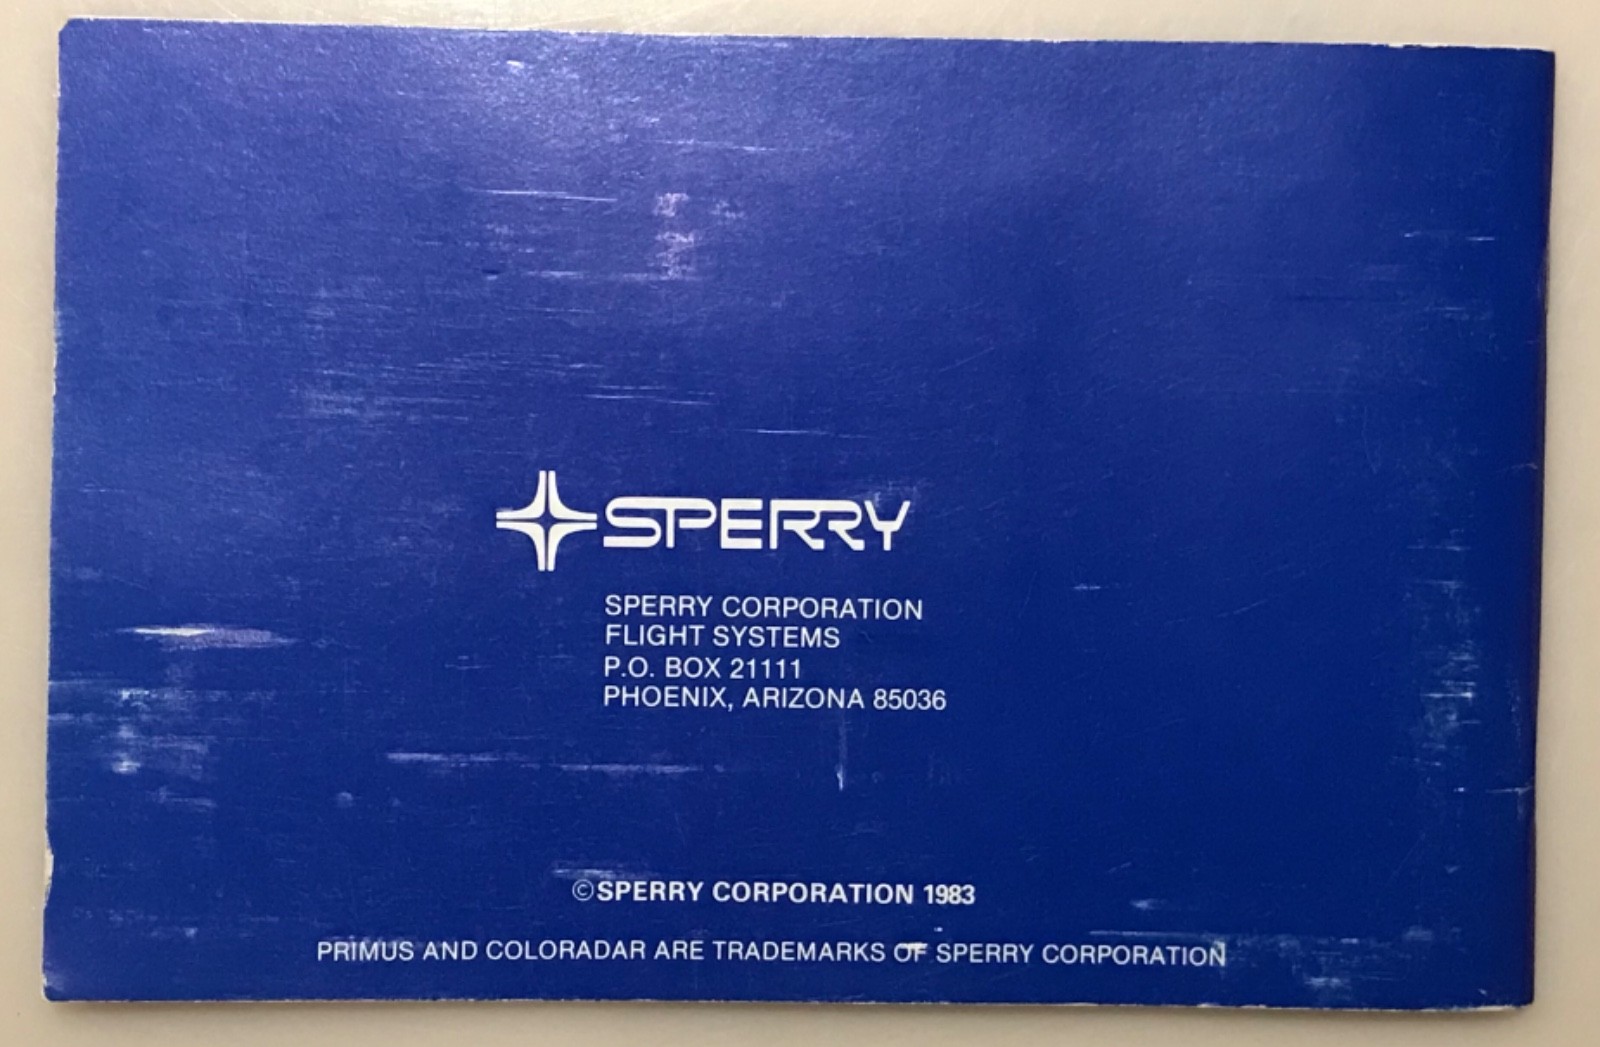 SPERRY
SPERRY CORPORATION
FLIGHT SYSTEMS
P.O. BOX 21111
PHOENIX, ARIZONA 85036
©SPERRY CORPORATION 1983
PRIMUS AND COLORADAR ARE TRADEMARKS OF SPERRY CORPORATION